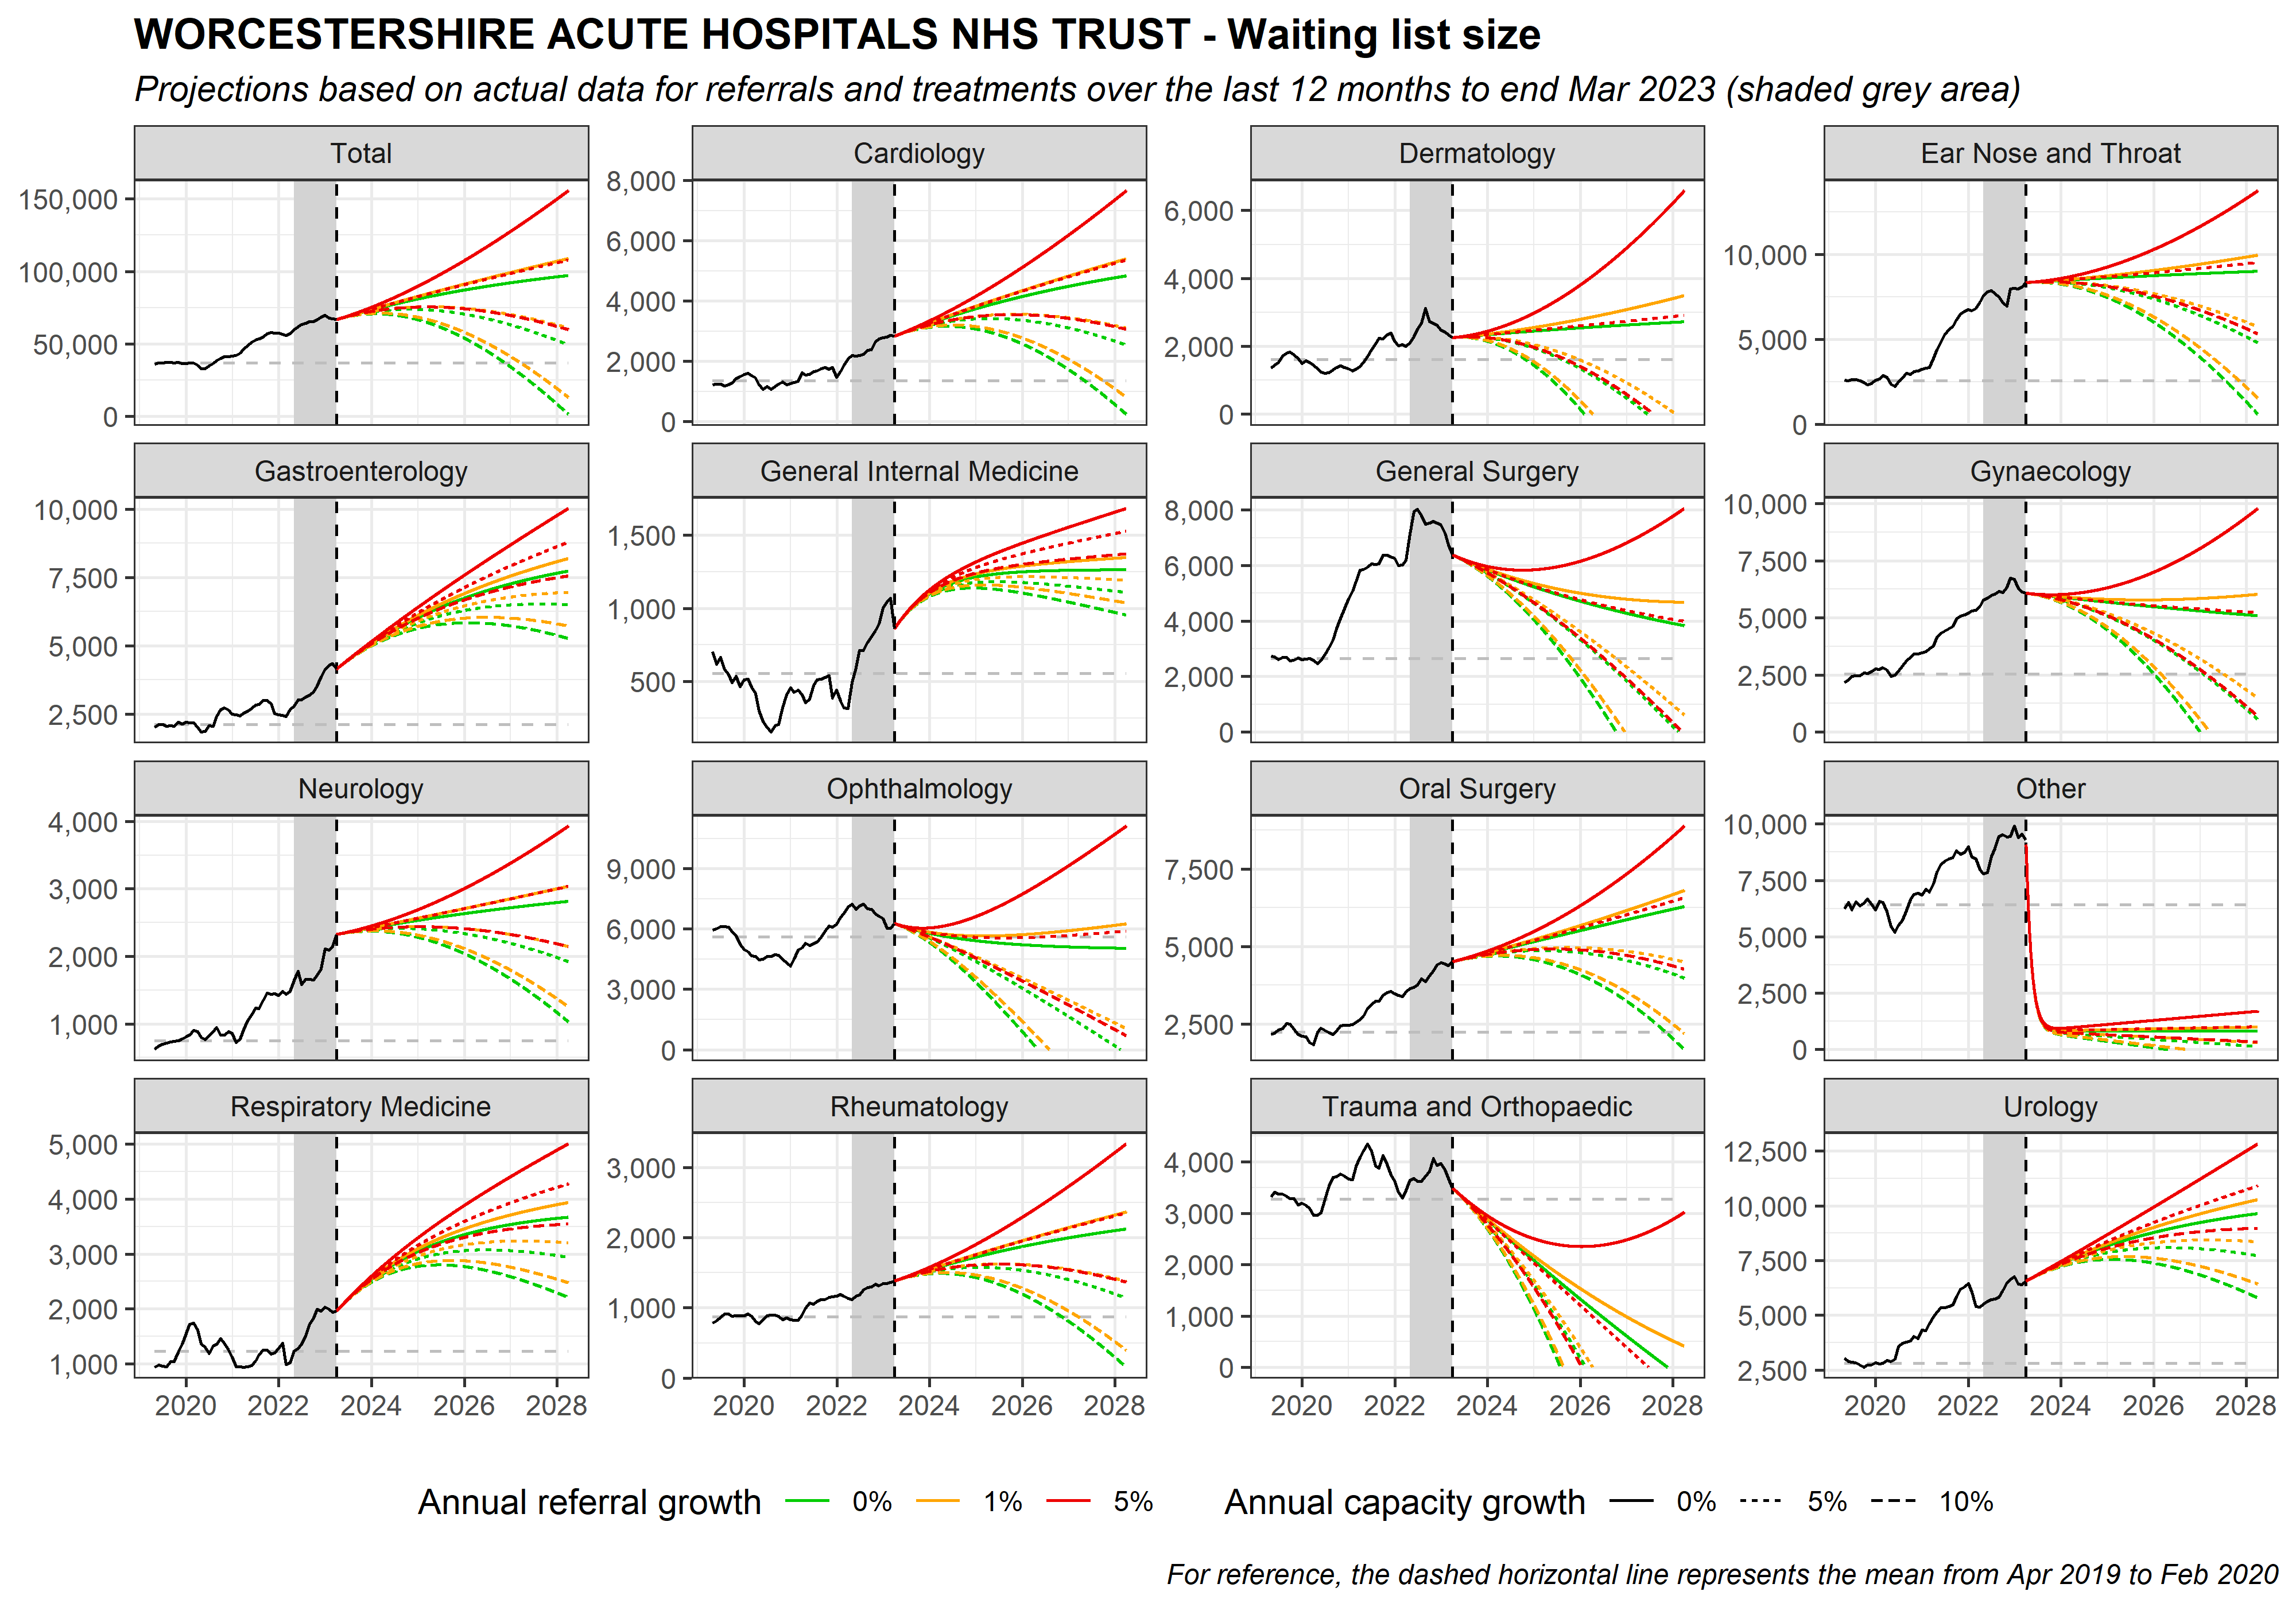 WORCESTERSHIRE ACUTE HOSPITALS NHS TRUST - Waiting list size
Projections based on actual data for referrals and treatments over the last 12 months to end Mar 2023 (shaded grey area)
Total
150,000
100,000
50,000
0
Cardiology
8,000
6,000
4,000
2,000
0
Dermatology
6,000
4,000
2,000
0
Ear Nose and Throat
10,000
5,000
0
Gastroenterology
10,000
7,500
5,000
2,500
General Internal Medicine
1,500
1,000
500
General Surgery
8,000
6,000
4,000
2,000
0
Gynaecology
10,000
7,500
5,000
2,500
0
Neurology
4,000
3,000
2,000
1,000
Ophthalmology
9,000
6,000
3,000
0
Oral Surgery
7,500
5,000
2,500
Other
10,000
7,500
5,000
2,500
0
Respiratory Medicine
5,000
4,000
3,000
2,000
1,000
2020 2022 2024 2026 2028
Rheumatology
3,000
2,000
1,000
0
2020 2022 2024 2026 2028
Trauma and Orthopaedic
4,000
3,000
2,000
1,000
0
2020 2022 2024 2026 2028
Urology
12,500
10,000
7,500
5,000
2,500
2020 2022 2024 2026 2028
Annual referral growth 0% 1% 5% Annual capacity growth 0% 5% 10%
For reference, the dashed horizontal line represents the mean from Apr 2019 to Feb 2020